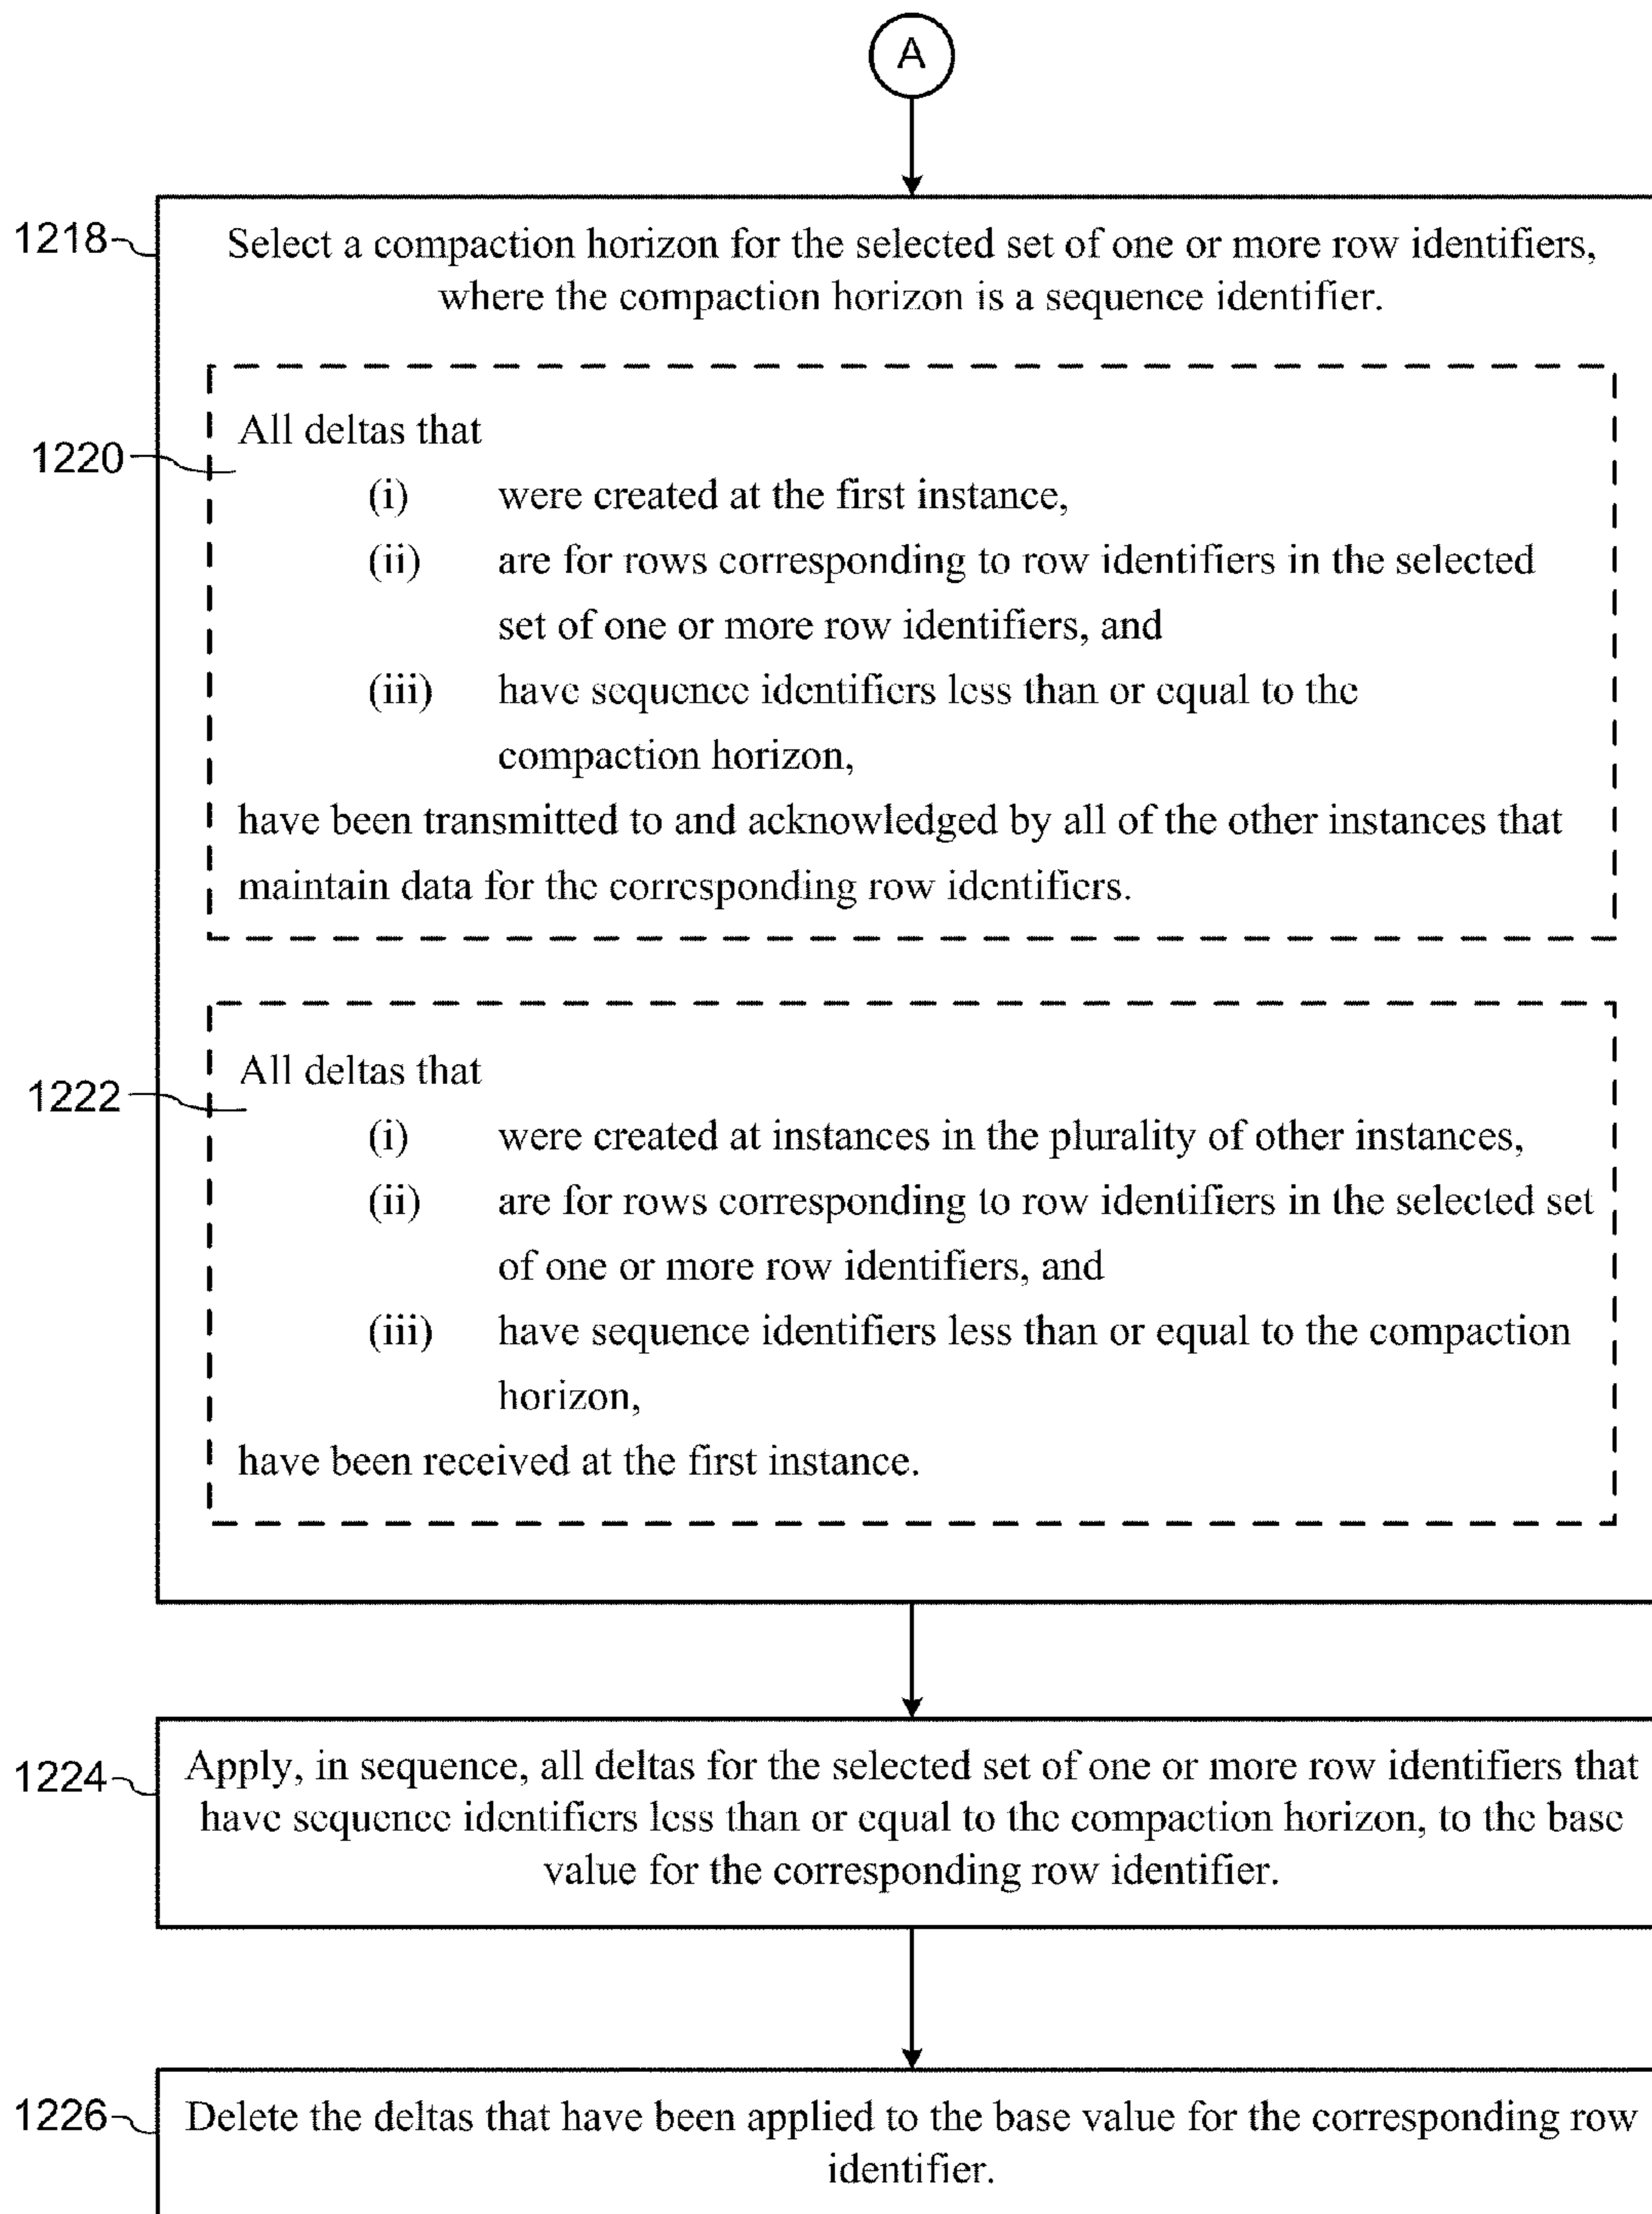 A
1218
Select a compaction horizon for the selected set of one or more row identifiers,
where the compaction horizon is a sequence identifier.
1220
All deltas that
(i) were created at the first instance,
(ii) are for rows corresponding to row identifiers in the selected
set of one or more row identifiers, and
(iii) have sequence identifiers less than or equal to the
compaction horizon,
have been transmitted to and acknowledged by all of the other instances that
maintain data for the corresponding row identifiers.
1222
All deltas that
(i) were created at instances in the plurality of other instances,
(ii) are for rows corresponding to row identifiers in the selected set
of one or more row identifiers, and
(iii) have sequence identifiers less than or equal to the compaction
horizon,
have been received at the first instance.
1224
Apply, in sequence, all deltas for the selected set of one or more row identifiers that
have sequence identifiers less than or equal to the compaction horizon, to the base
value for the corresponding row identifier.
1226
Delete the deltas that have been applied to the base value for the corresponding row
identifier.